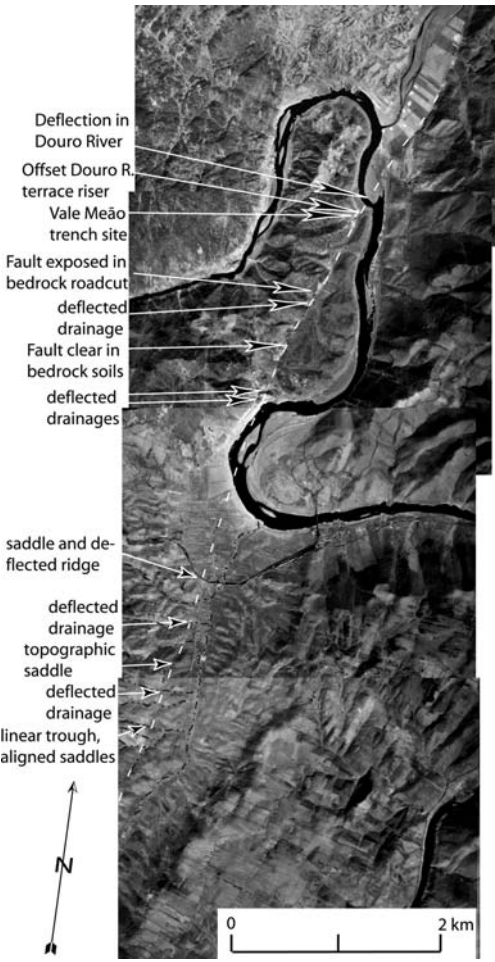 Deflection in
Douro River
Offset Douro R.
terrace riser
Vale Meão
trench site
Fault exposed in
bedrock roadcut
deflected
drainage
Fault clear in
bedrock soils
deflected
drainages
saddle and de-
flected ridge
deflected
drainage
topographic
saddle
deflected
drainage
linear trough,
aligned saddles
N
0 2 km